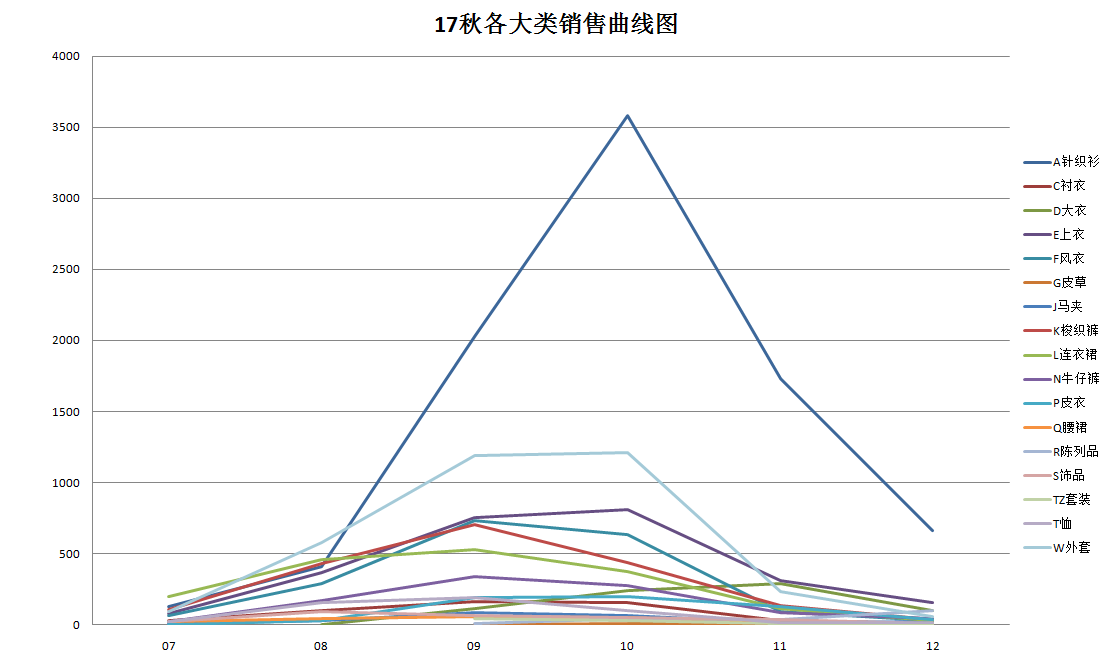 17秋各大类销售曲线图
4000
3500
3000
2500
2000
1500
1000
500
0
07 08 09 10 11 12
A针织衫
C衬衣
D大衣
E上衣
F风衣
G皮草
J马夹
K梭织裤
L连衣裙
N牛仔裤
P皮衣
Q腰裙
R陈列品
S饰品
TZ套装
T恤
W外套